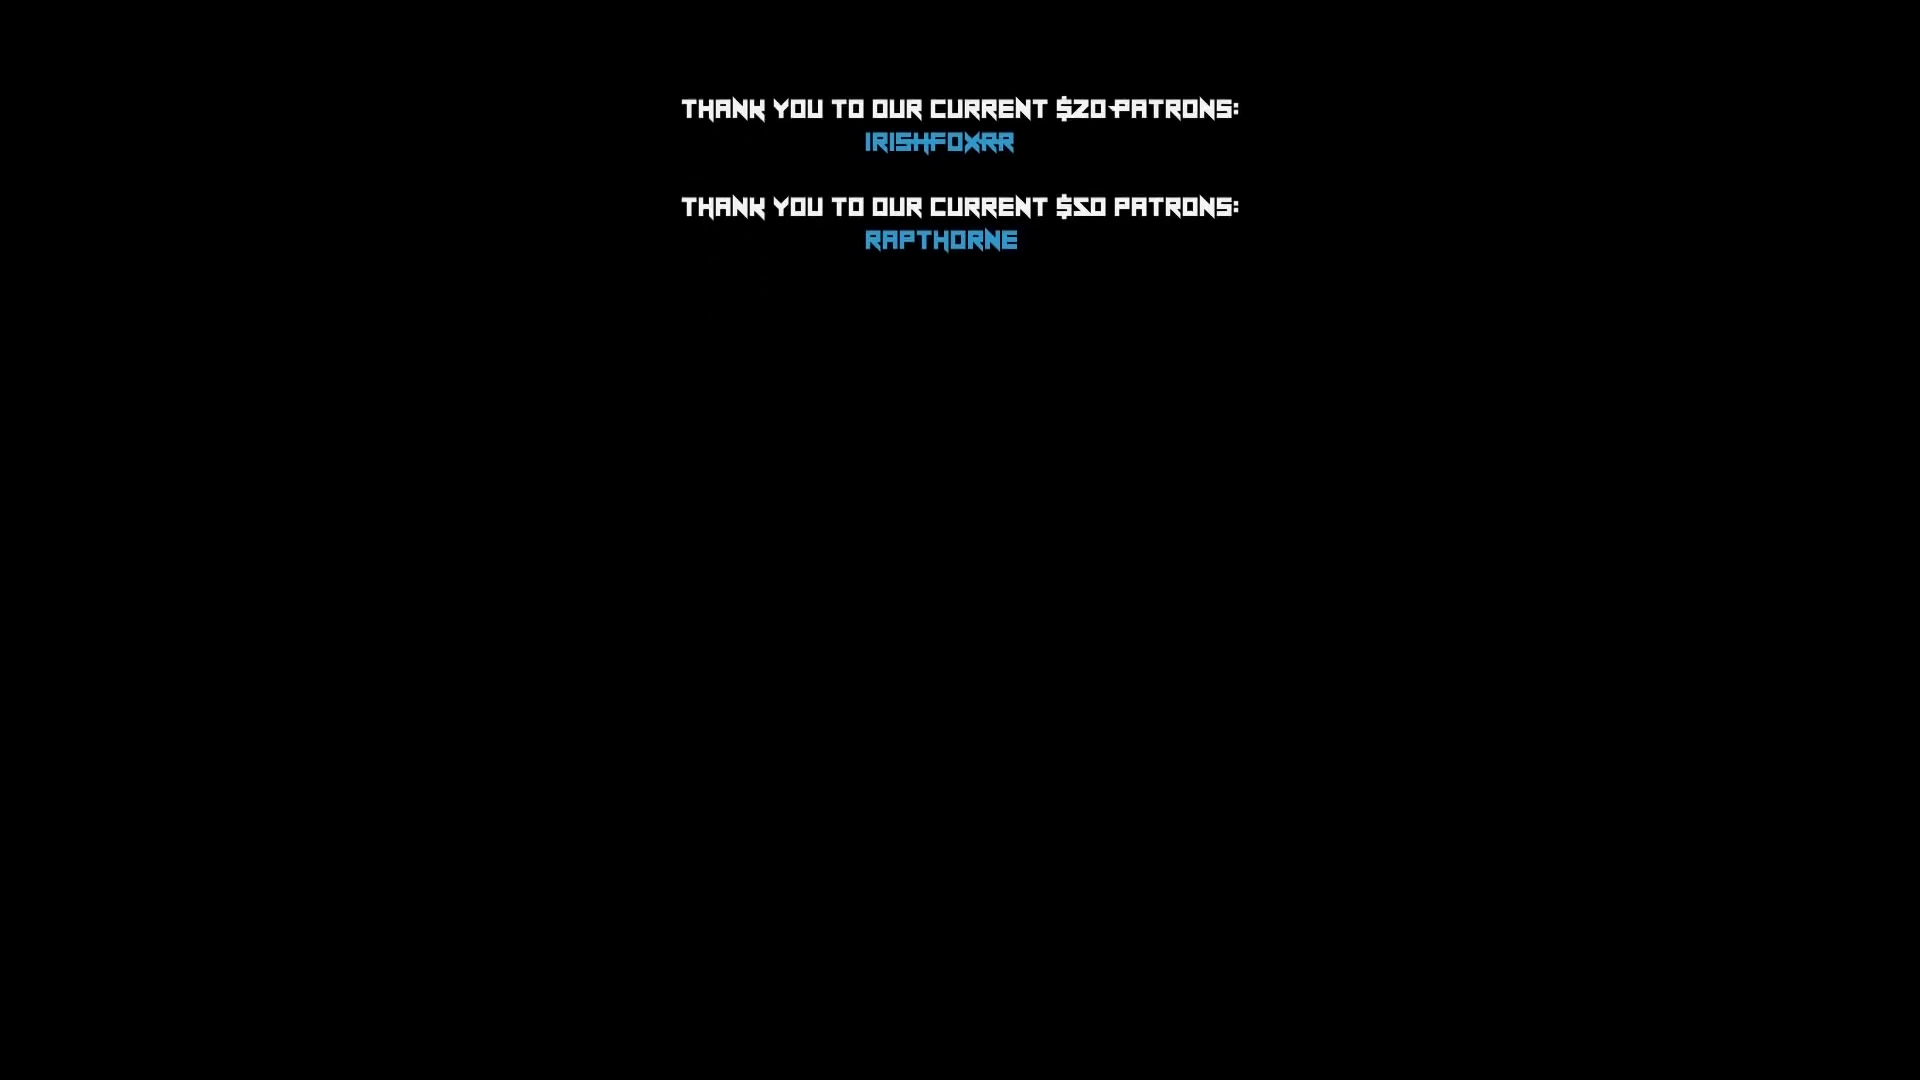 THANK YOU TO OUR CURRENT $20 PATRONS:
IRISHFOXRR
THANK YOU TO OUR CURRENT $50 PATRONS:
RAPTHORNE